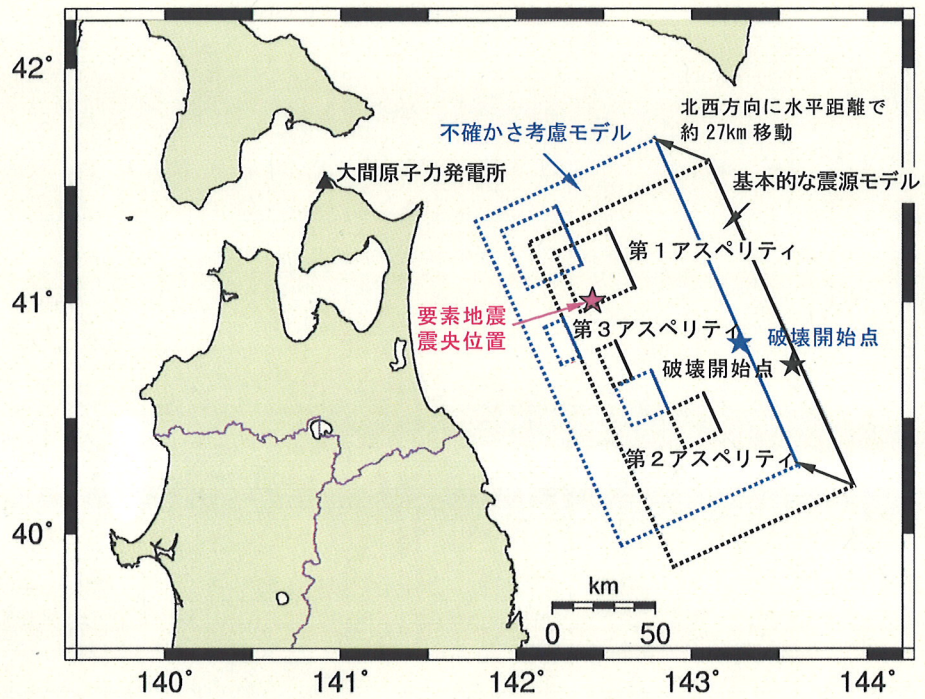 42°
41°
40°
北西方向に水平距離で
約 27km 移動
不確かさ考慮モデル
大間原子力発電所
基本的な震源モデル
第1アスペリティ
要素地震
震央位置
第3アスペリティ
破壊開始点
破壊開始点
第2アスペリティ
km
0 50
140° 141° 142° 143° 144°